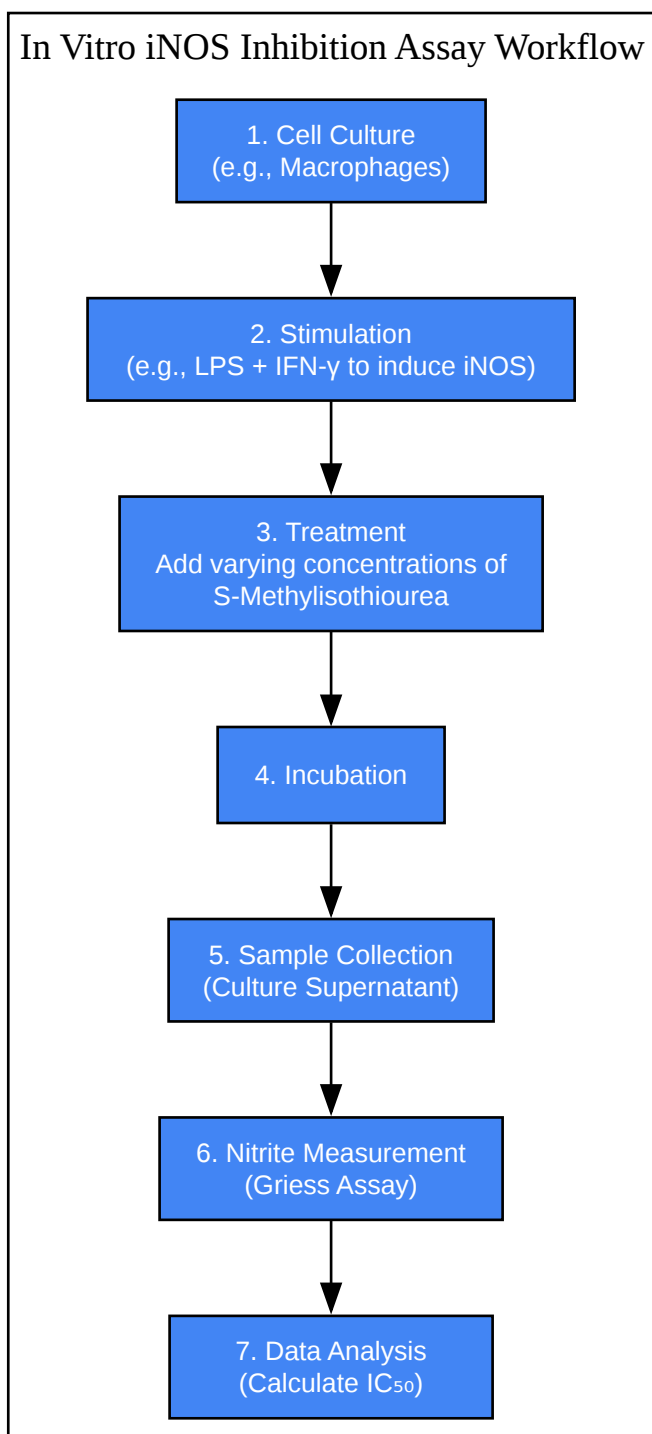 In Vitro iNOS Inhibition Assay Workflow
1. Cell Culture
(e.g., Macrophages)
2. Stimulation
(e.g., LPS + IFN-γ to induce iNOS)
3. Treatment
Add varying concentrations of
S-Methylisothiourea
4. Incubation
5. Sample Collection
(Culture Supernatant)
6. Nitrite Measurement
(Griess Assay)
7. Data Analysis
(Calculate IC₅₀)